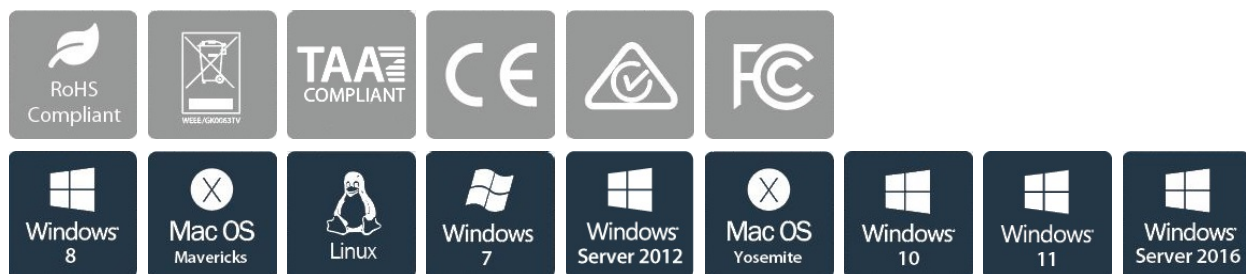 RoHS
Compliant
WEEE/GK0063TV
TAA
COMPLIANT
CE
FC
Windows
8
Mac OS
Mavericks
Linux
Windows
7
Windows
Server 2012
Mac OS
Yosemite
Windows
10
Windows
11
Windows
Server 2016